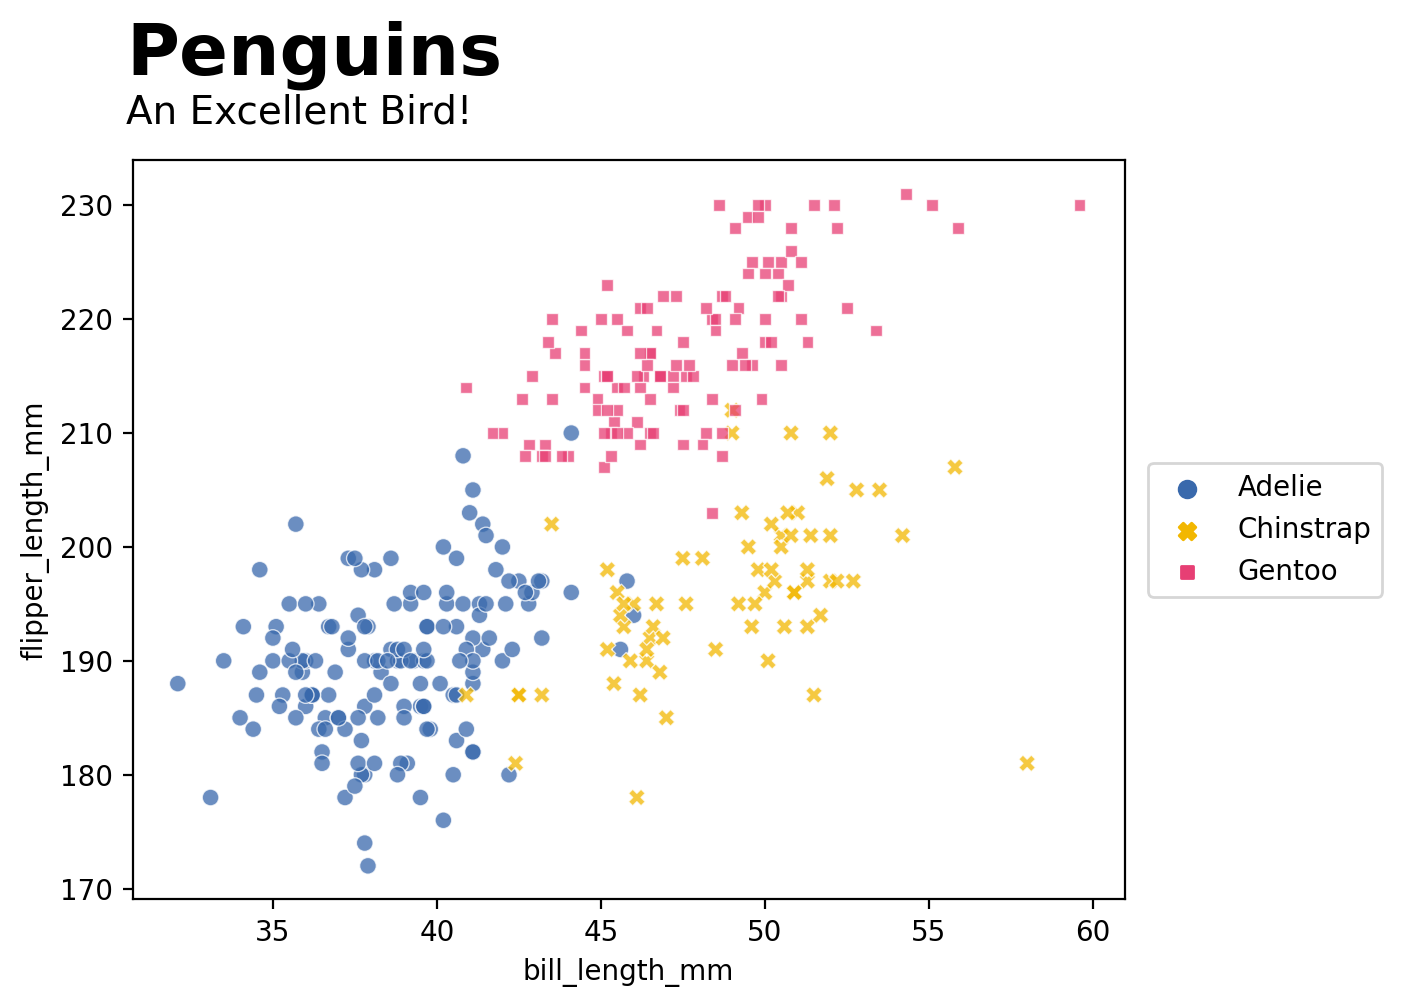 Penguins
An Excellent Bird!
230
220
210
200
190
180
170
flipper_length_mm
35 40 45 50 55 60
bill_length_mm
Adelie
Chinstrap
Gentoo